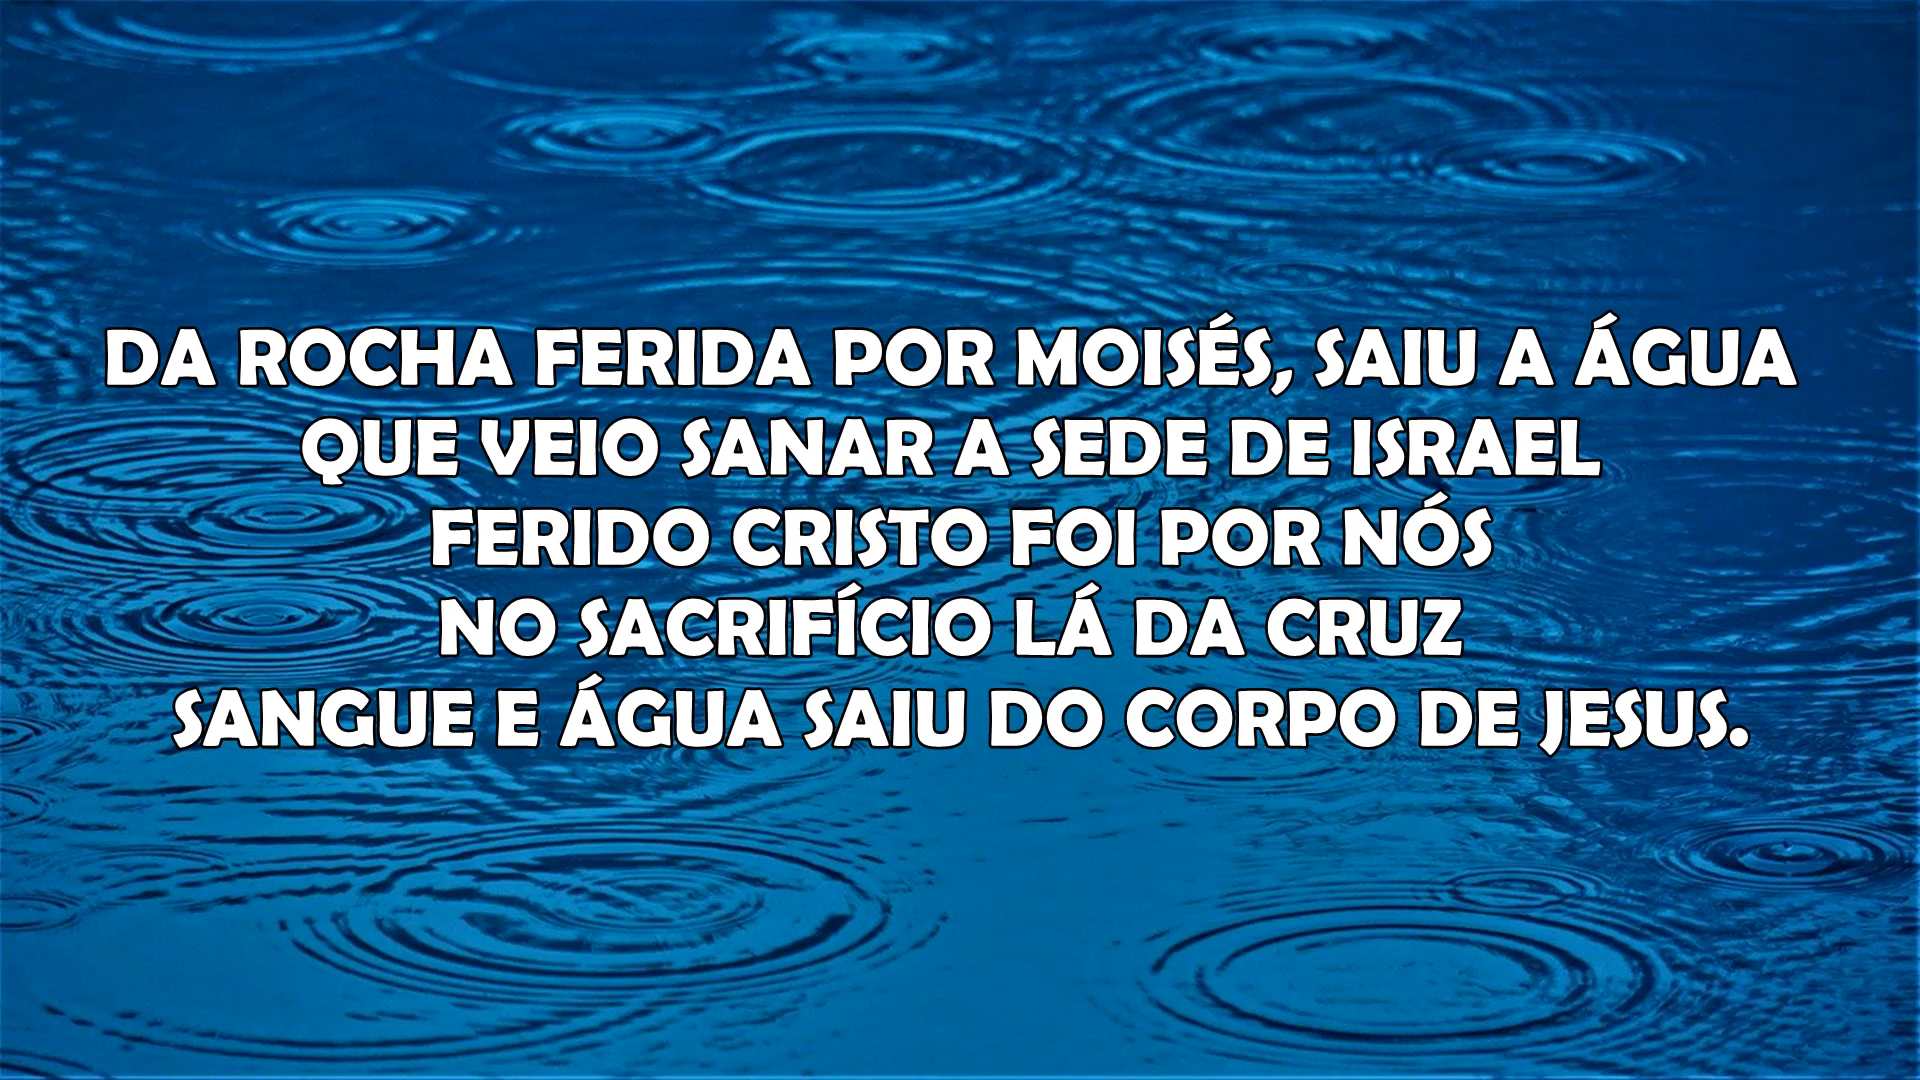 DA ROCHA FERIDA POR MOISÉS, SAIU A ÁGUA
QUE VEIO SANAR A SEDE DE ISRAEL
FERIDO CRISTO FOI POR NÓS
NO SACRIFÍCIO LÁ DA CRUZ
SANGUE E ÁGUA SAIU DO CORPO DE JESUS.